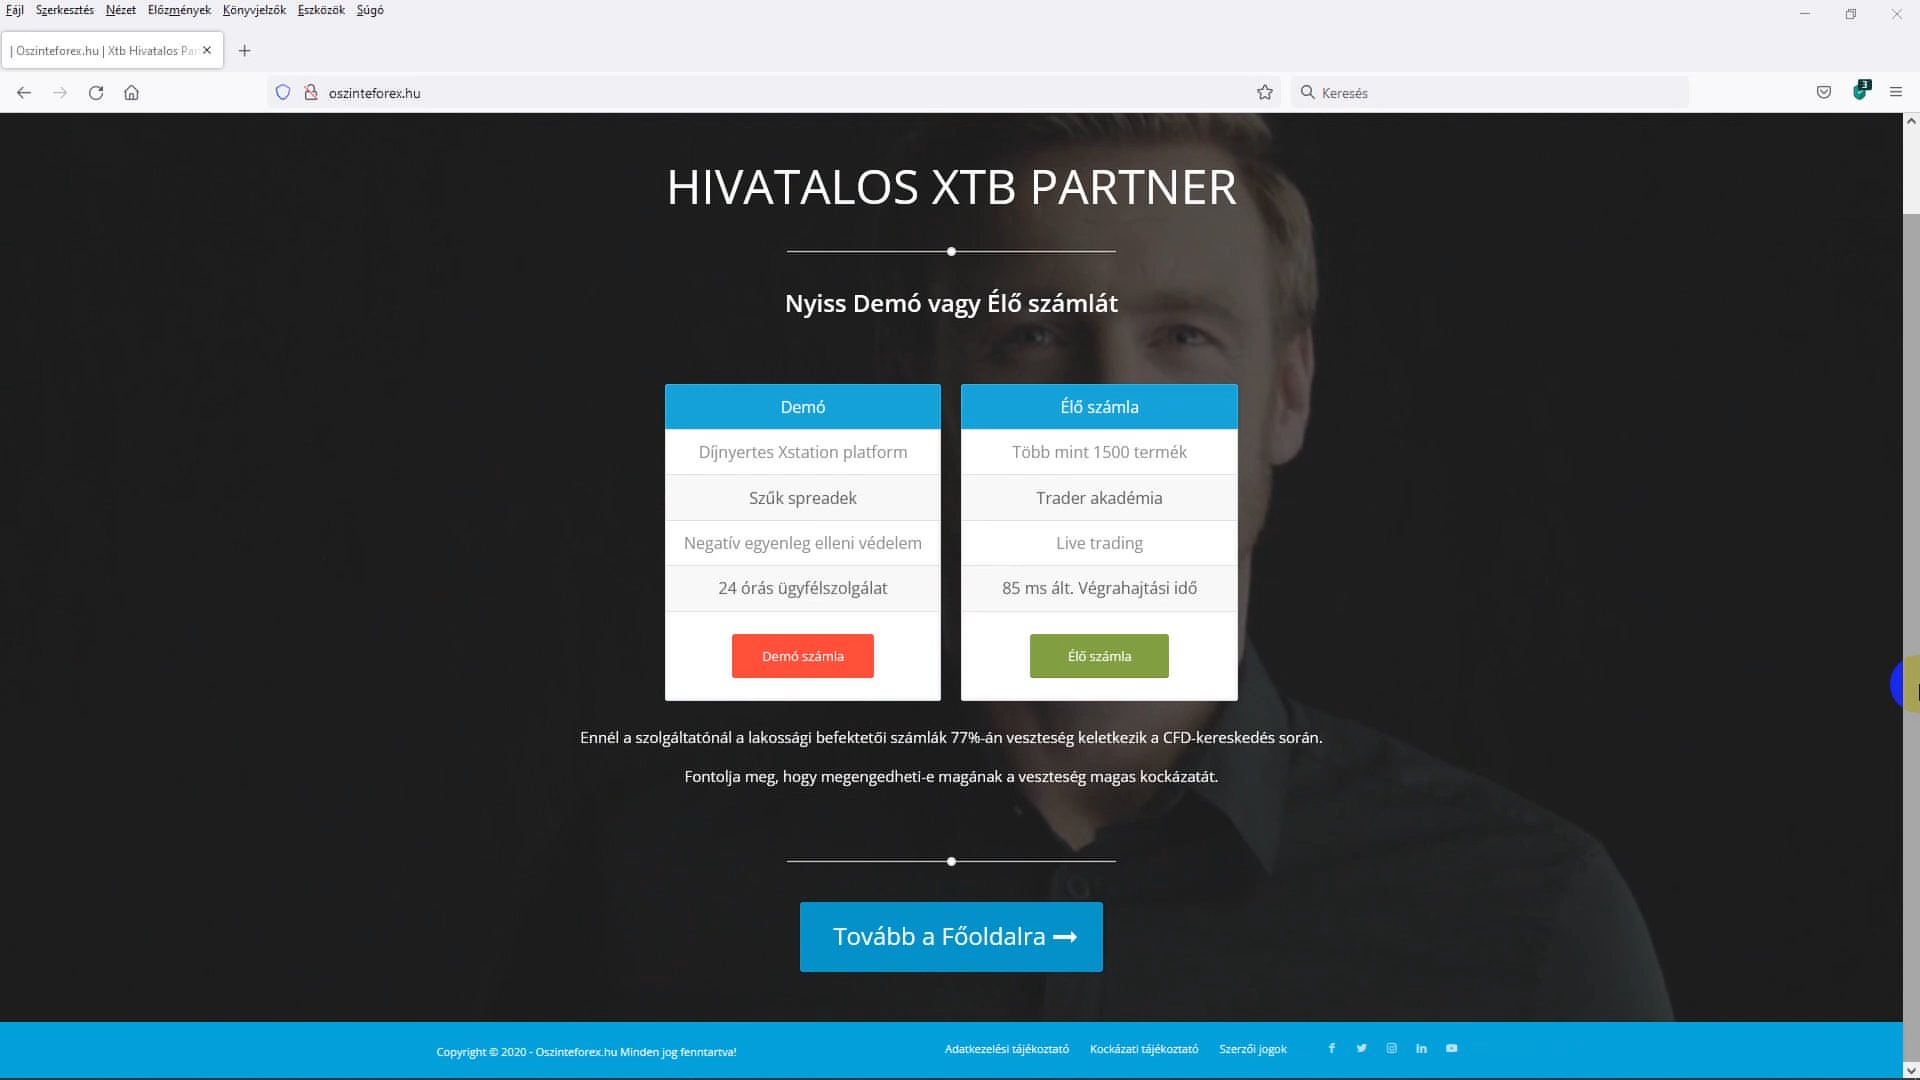 Fájl Szerkesztés Nézet Előzmények Könyvjelzők Eszközök Súgó
| Oszinteforex.hu | Xtb Hivatalos Par
oszinteforex.hu
Keresés
3
HIVATALOS XTB PARTNER
Nyiss Demó vagy Élő számlát
Demó
Díjnyertes Xstation platform
Szűk spreadek
Negatív egyenleg elleni védelem
24 órás ügyfélszolgálat
Demó számla
Élő számla
Több mint 1500 termék
Trader akadémia
Live trading
85 ms ált. Végrahajtási idő
Élő számla
Ennél a szolgáltatónál a lakossági befektetői számlák 77%-án veszteség keletkezik a CFD-kereskedés során.
Fontolja meg, hogy megengedheti-e magának a veszteség magas kockázatát.
Tovább a Főoldalra
Copyright © 2020 - Oszinteforex.hu Minden jog fenntartva!
Adatkezelési tájékoztató Kockázati tájékoztató Szerzői jogok